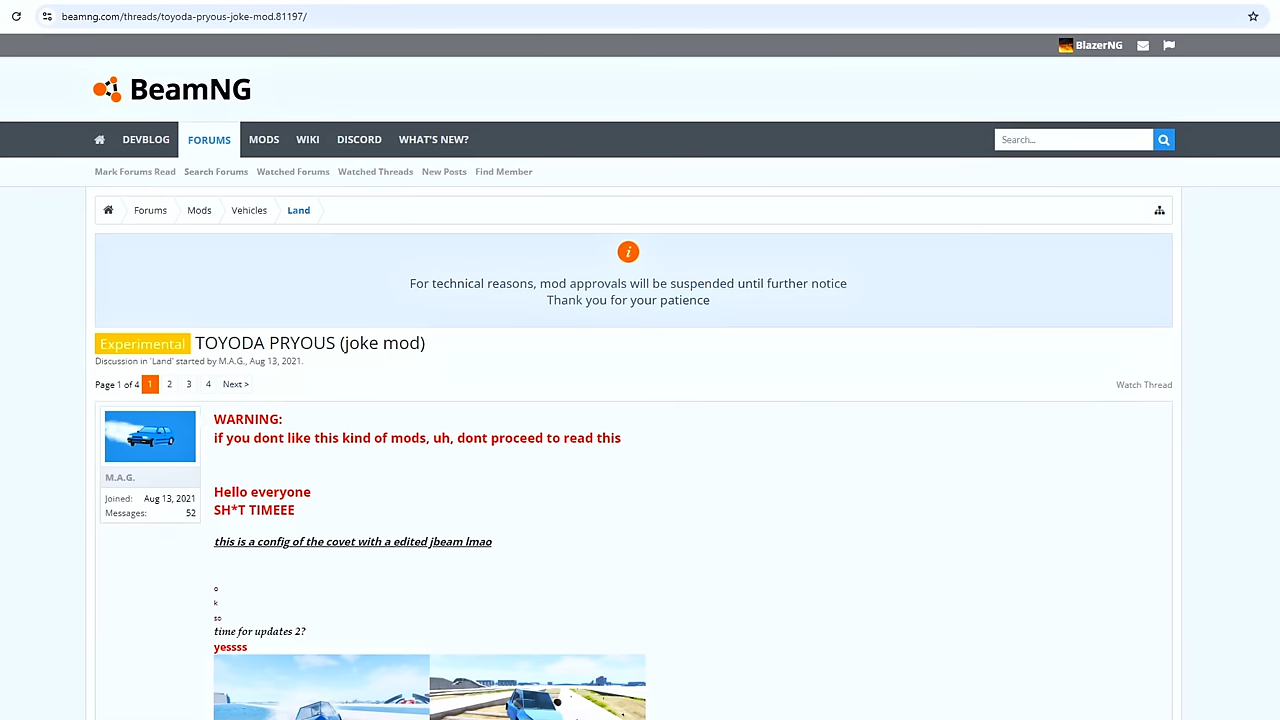 beamng.com/threads/toyoda-pryous-joke-mod.81197/
BlazerNG
BeamNG
DEVBLOG FORUMS MODS WIKI DISCORD WHAT'S NEW? Search...
Mark Forums Read Search Forums Watched Forums Watched Threads New Posts Find Member
Forums Mods Vehicles Land
i
For technical reasons, mod approvals will be suspended until further notice
Thank you for your patience
Experimental TOYODA PRYOUS (joke mod)
Discussion in 'Land' started by M.A.G., Aug 13, 2021.
Page 1 of 4 1 2 3 4 Next > Watch Thread
WARNING:
if you dont like this kind of mods, uh, dont proceed to read this
M.A.G.
Joined: Aug 13, 2021
Messages: 52
Hello everyone
SH*T TIMEEE
this is a config of the covet with a edited jbeam lmao
o
k
so
time for updates 2?
yessss